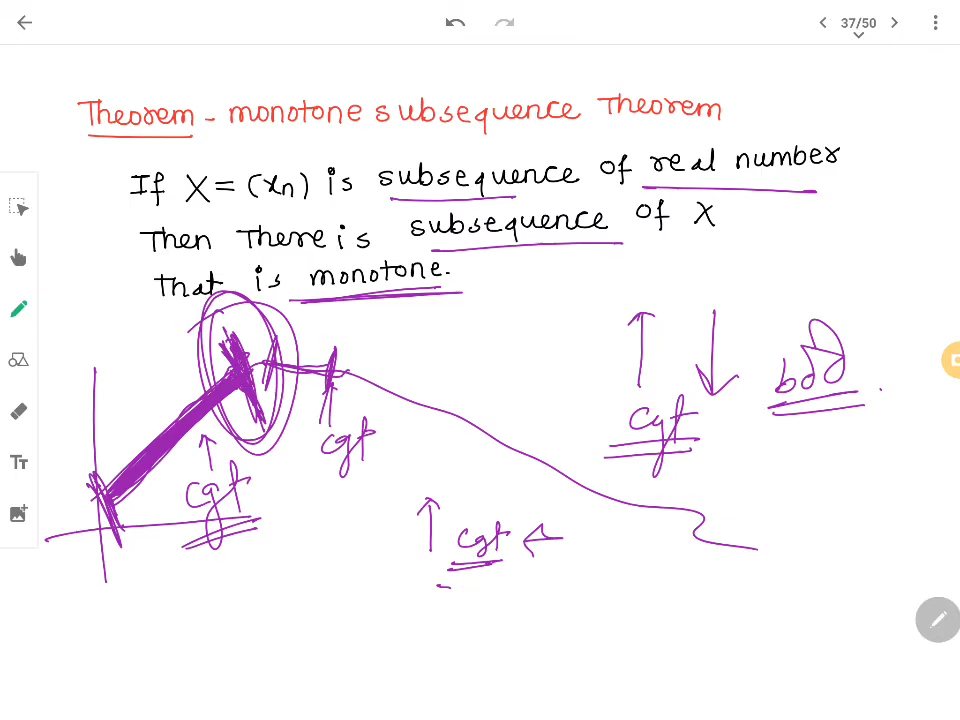 37/50
Theorem - monotone subsequence Theorem
If X = (xn) is subsequence of real number
Then There is subsequence of X
That is monotone.
bdd
cgt
cgt
cgt
cgt
Tт